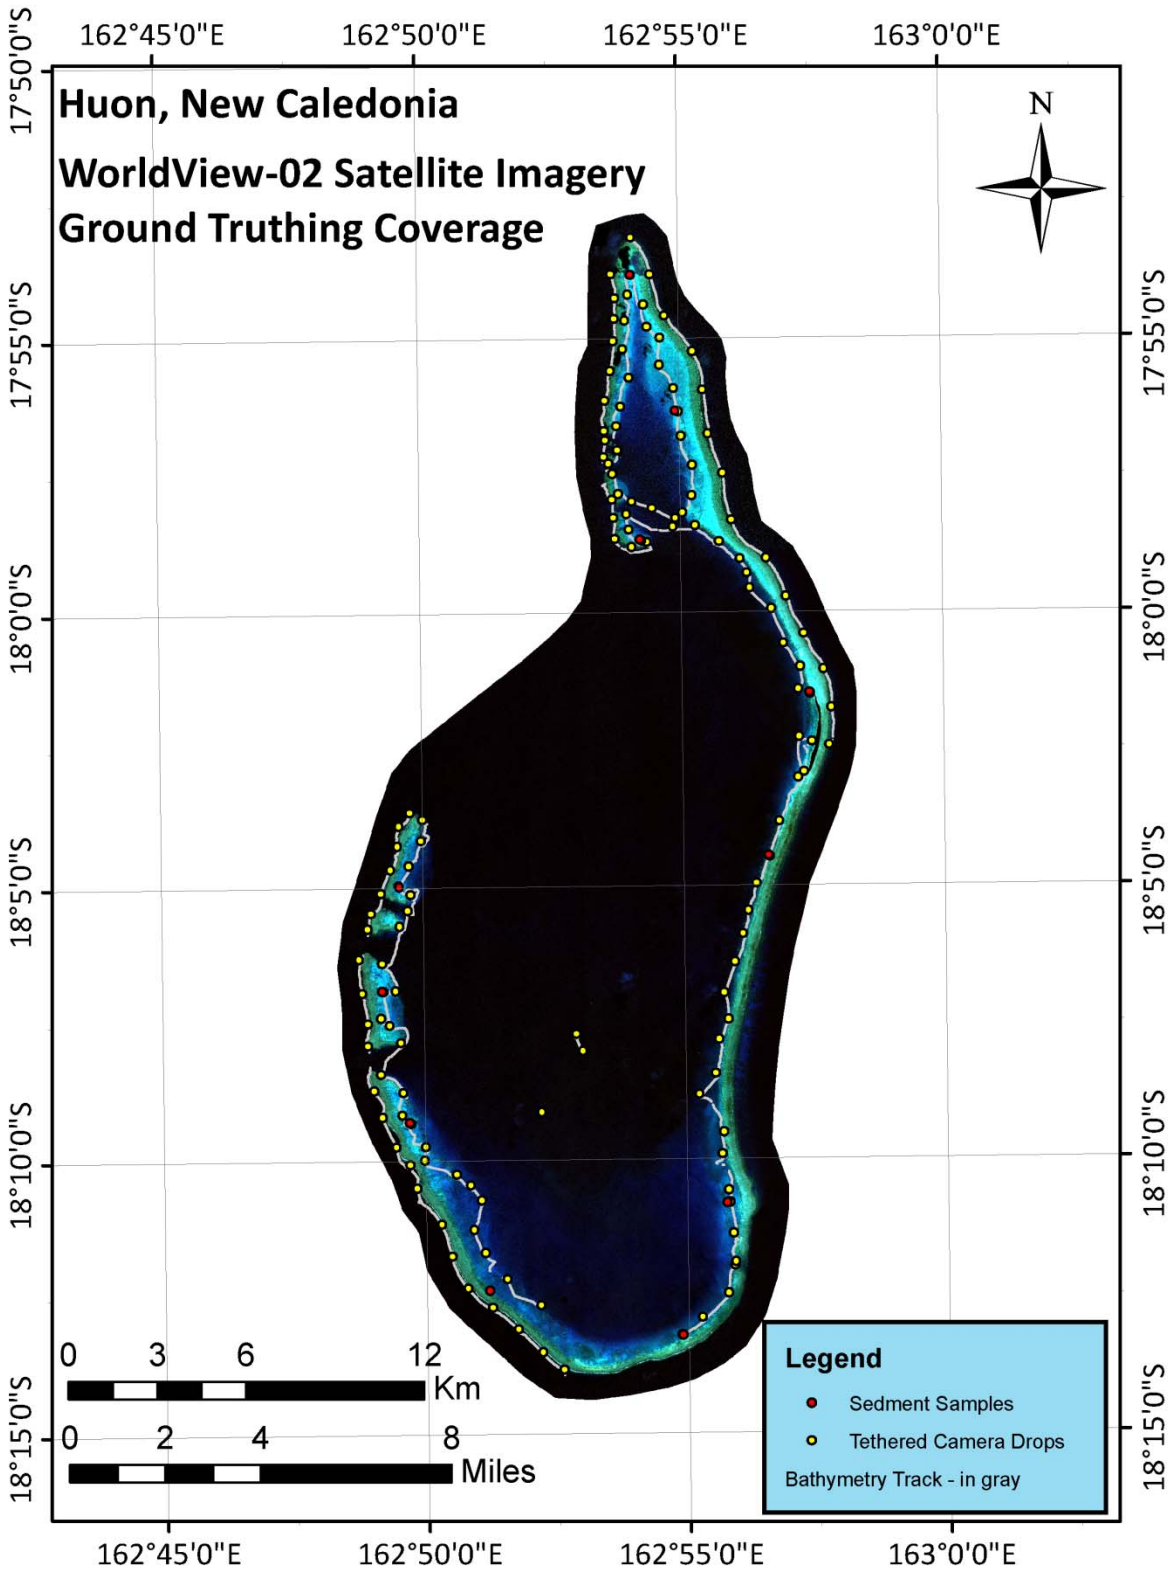 162°45'0"E 162°50'0"E 162°55'0"E 163°0'0"E
17°50'0"S
Huon, New Caledonia
WorldView-02 Satellite Imagery
Ground Truthing Coverage
N
17°55'0"S 17°55'0"S
18°0'0"S 18°0'0"S
18°5'0"S 18°5'0"S
18°10'0"S 18°10'0"S
0 3 6 12
Km
0 2 4 8
Miles
Legend
Sedment Samples
Tethered Camera Drops
Bathymetry Track - in gray
18°15'0"S 18°15'0"S
162°45'0"E 162°50'0"E 162°55'0"E 163°0'0"E